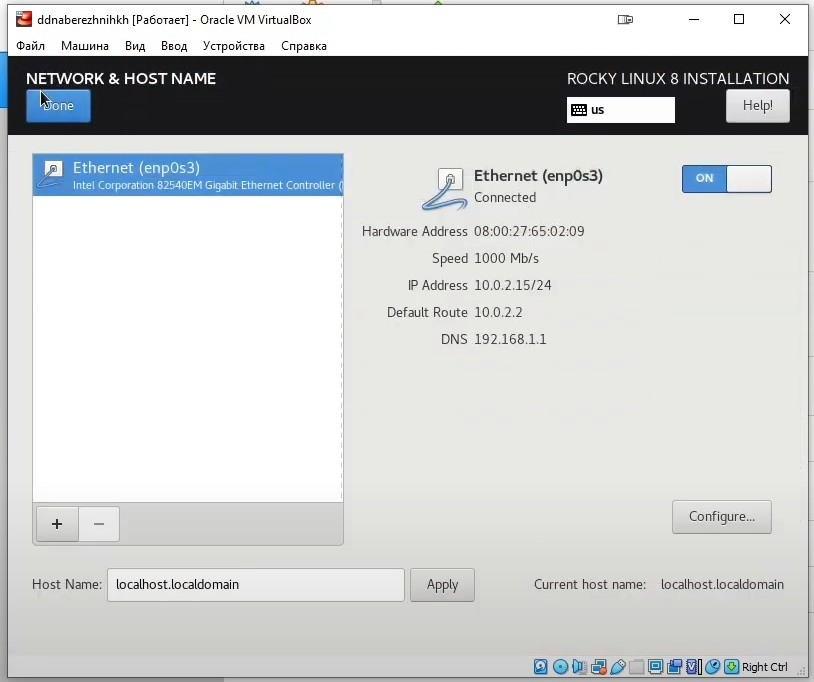 ddnaberezhnihkh [Работает] - Oracle VM VirtualBox
Файл Машина Вид Ввод Устройства Справка
NETWORK & HOST NAME
ROCKY LINUX 8 INSTALLATION
Done
us
Help!
Ethernet (enp0s3)
Intel Corporation 82540EM Gigabit Ethernet Controller (
Ethernet (enp0s3)
Connected
ON
Hardware Address 08:00:27:65:02:09
Speed 1000 Mb/s
IP Address 10.0.2.15/24
Default Route 10.0.2.2
DNS 192.168.1.1
+ −
Configure...
Host Name: localhost.localdomain Apply Current host name: localhost.localdomain
Right Ctrl